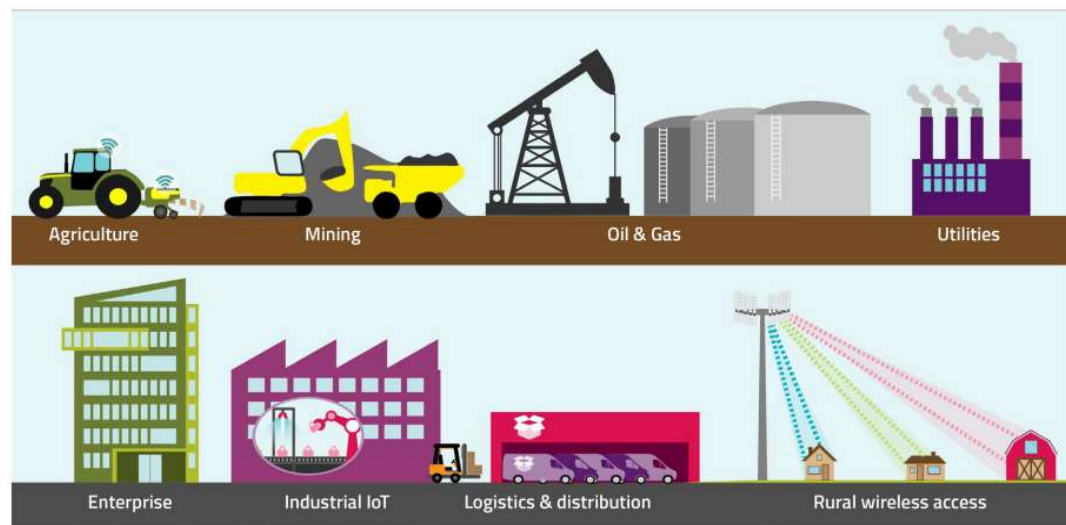 Agriculture
Mining
Oil & Gas
Utilities
Enterprise
Industrial IoT
Logistics & distribution
Rural wireless access